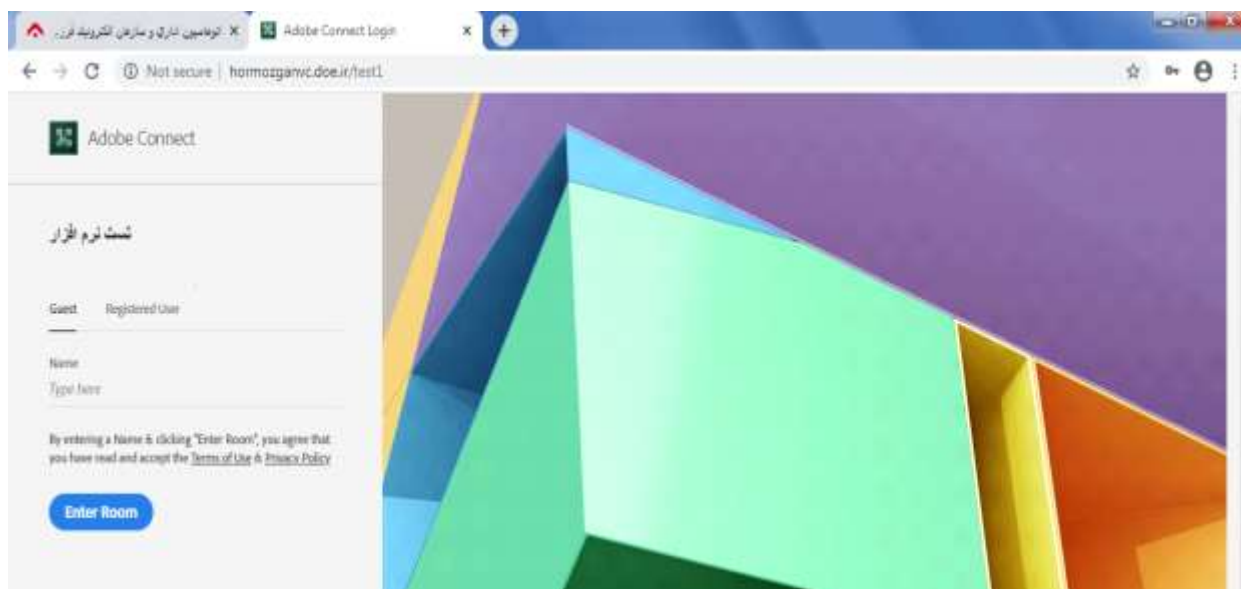 اتوماسیون اداری و سازمان الکترونیک فرز..
Adobe Connect Login
Not secure | hormozganvc.doe.ir/test1
Adobe Connect
تست نرم افزار
Guest Registered User
Name
Type here
By entering a Name & clicking "Enter Room", you agree that
you have read and accept the Terms of Use & Privacy Policy
Enter Room